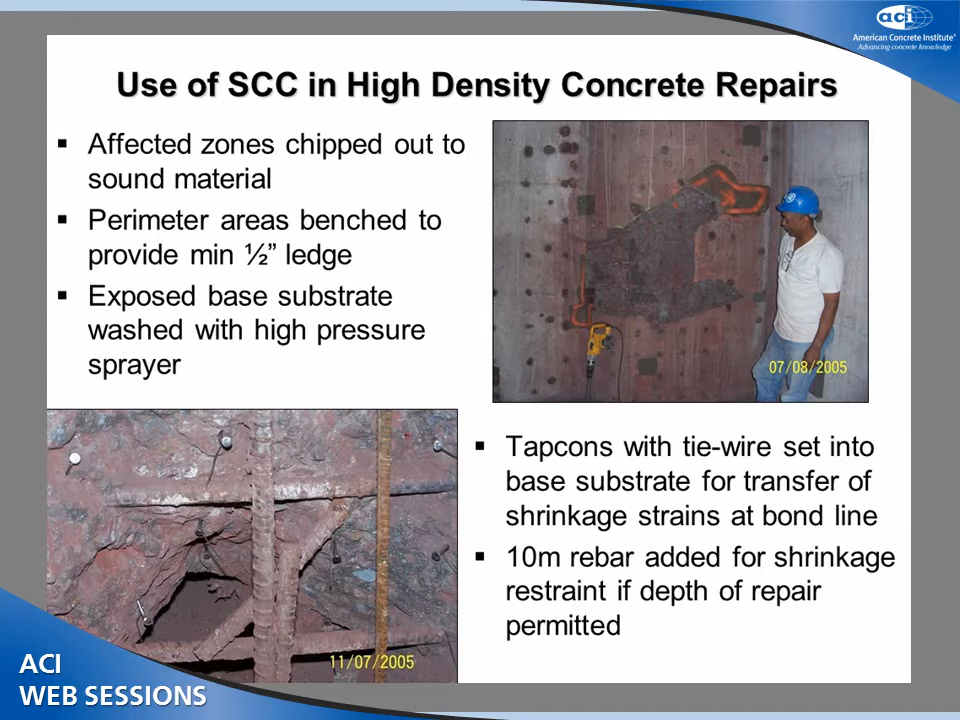 aci
American Concrete Institute®
Advancing concrete knowledge
Use of SCC in High Density Concrete Repairs
▪ Affected zones chipped out to
sound material
▪ Perimeter areas benched to
provide min ½” ledge
▪ Exposed base substrate
washed with high pressure
sprayer
07/08/2005
▪ Tapcons with tie-wire set into
base substrate for transfer of
shrinkage strains at bond line
▪ 10m rebar added for shrinkage
restraint if depth of repair
permitted
11/07/2005
ACI
WEB SESSIONS